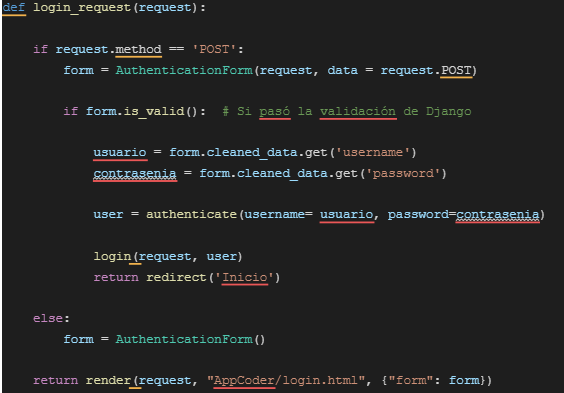 def login_request(request):
if request.method == 'POST':
form = AuthenticationForm(request, data = request.POST)
if form.is_valid():  # Si pasó la validación de Django
usuario = form.cleaned_data.get('username')
contrasenia = form.cleaned_data.get('password')
user = authenticate(username= usuario, password=contrasenia)
login(request, user)
return redirect('Inicio')
else:
form = AuthenticationForm()
return render(request, "AppCoder/login.html", {"form": form})